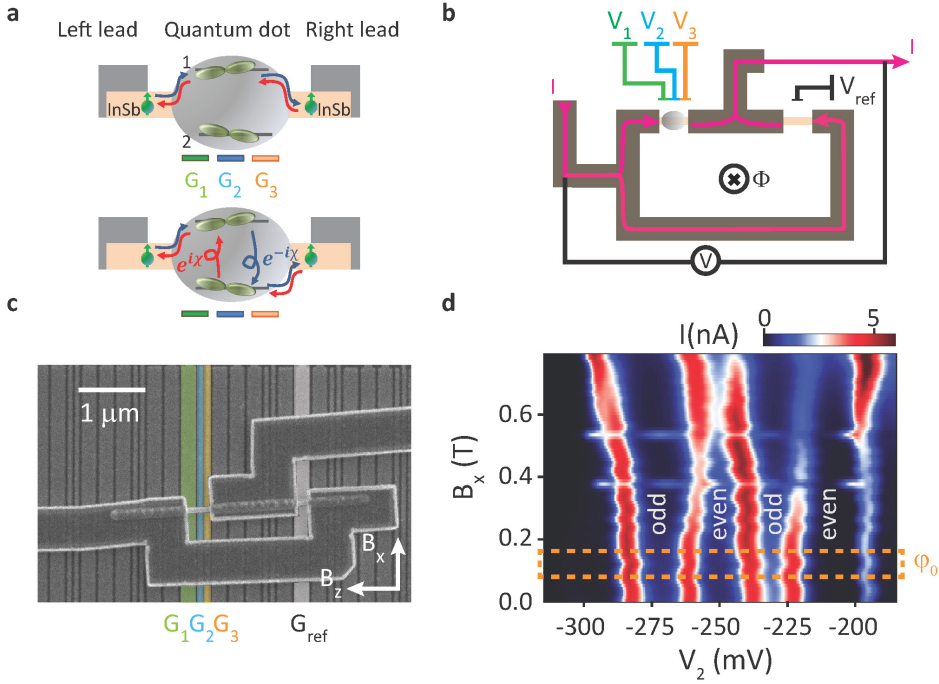 a
Left lead Quantum dot Right lead
1
InSb InSb
2
G1 G2 G3
e^{iχ} e^{-iχ}
b
V1 V2 V3
I
I
Vref
Φ
V
c
1 μm
Bx
Bz
G1 G2 G3 Gref
d
I(nA) 0 5
Bx (T)
0.6
0.4
0.2
0.0
odd even odd even
φ0
-300 -275 -250 -225 -200
V2 (mV)